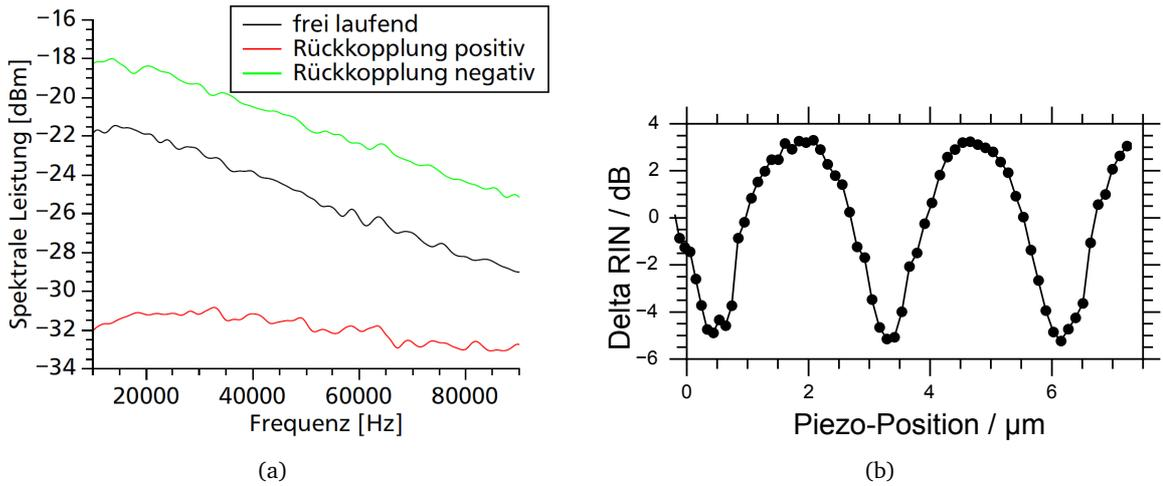 −16
−18
−20
−22
−24
−26
−28
−30
−32
−34
Spektrale Leistung [dBm]
frei laufend
Rückkopplung positiv
Rückkopplung negativ
20000 40000 60000 80000
Frequenz [Hz]
(a)
4
2
0
−2
−4
−6
Delta RIN / dB
0 2 4 6
Piezo-Position / µm
(b)